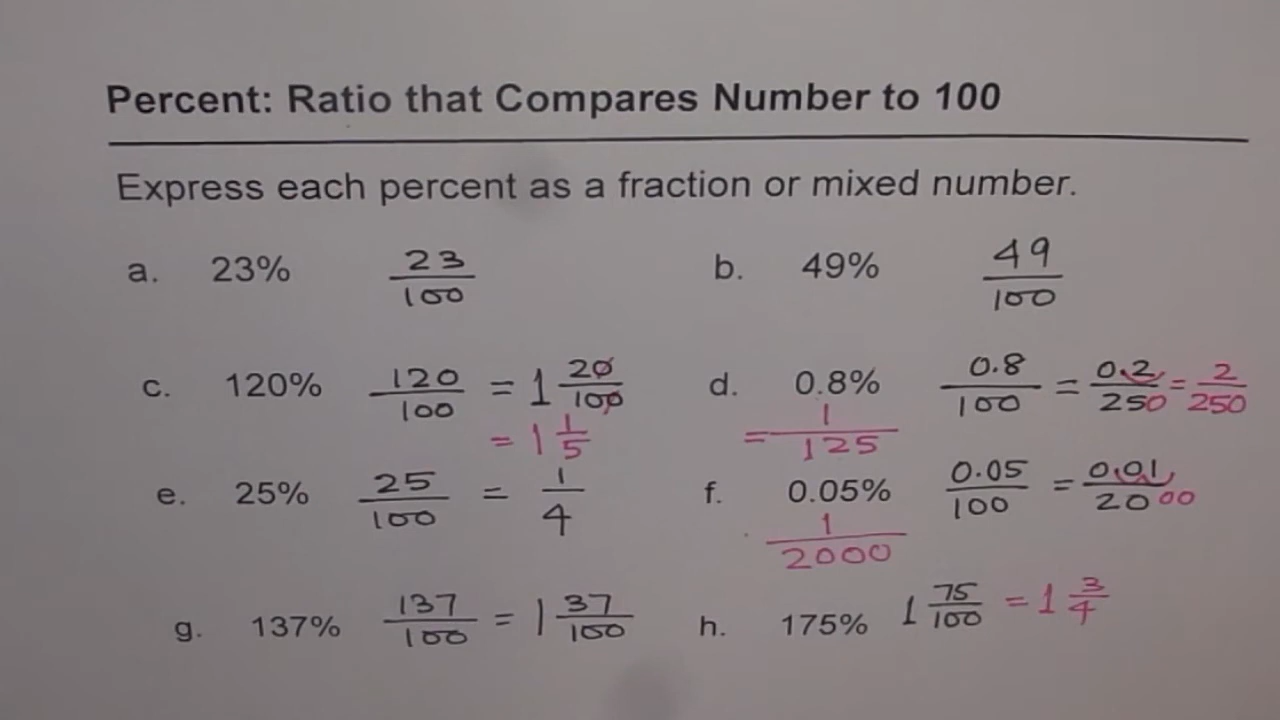 Percent: Ratio that Compares Number to 100
Express each percent as a fraction or mixed number.
a. 23% 23/100 b. 49% 49/100
c. 120% 120/100 = 1 20/100 = 1 1/5 d. 0.8% 0.8/100 = 0.2/250 = 2/250 = 1/125
e. 25% 25/100 = 1/4 f. 0.05% 0.05/100 = 0.01/2000 1/2000
g. 137% 137/100 = 1 37/100 h. 175% 1 75/100 = 1 3/4